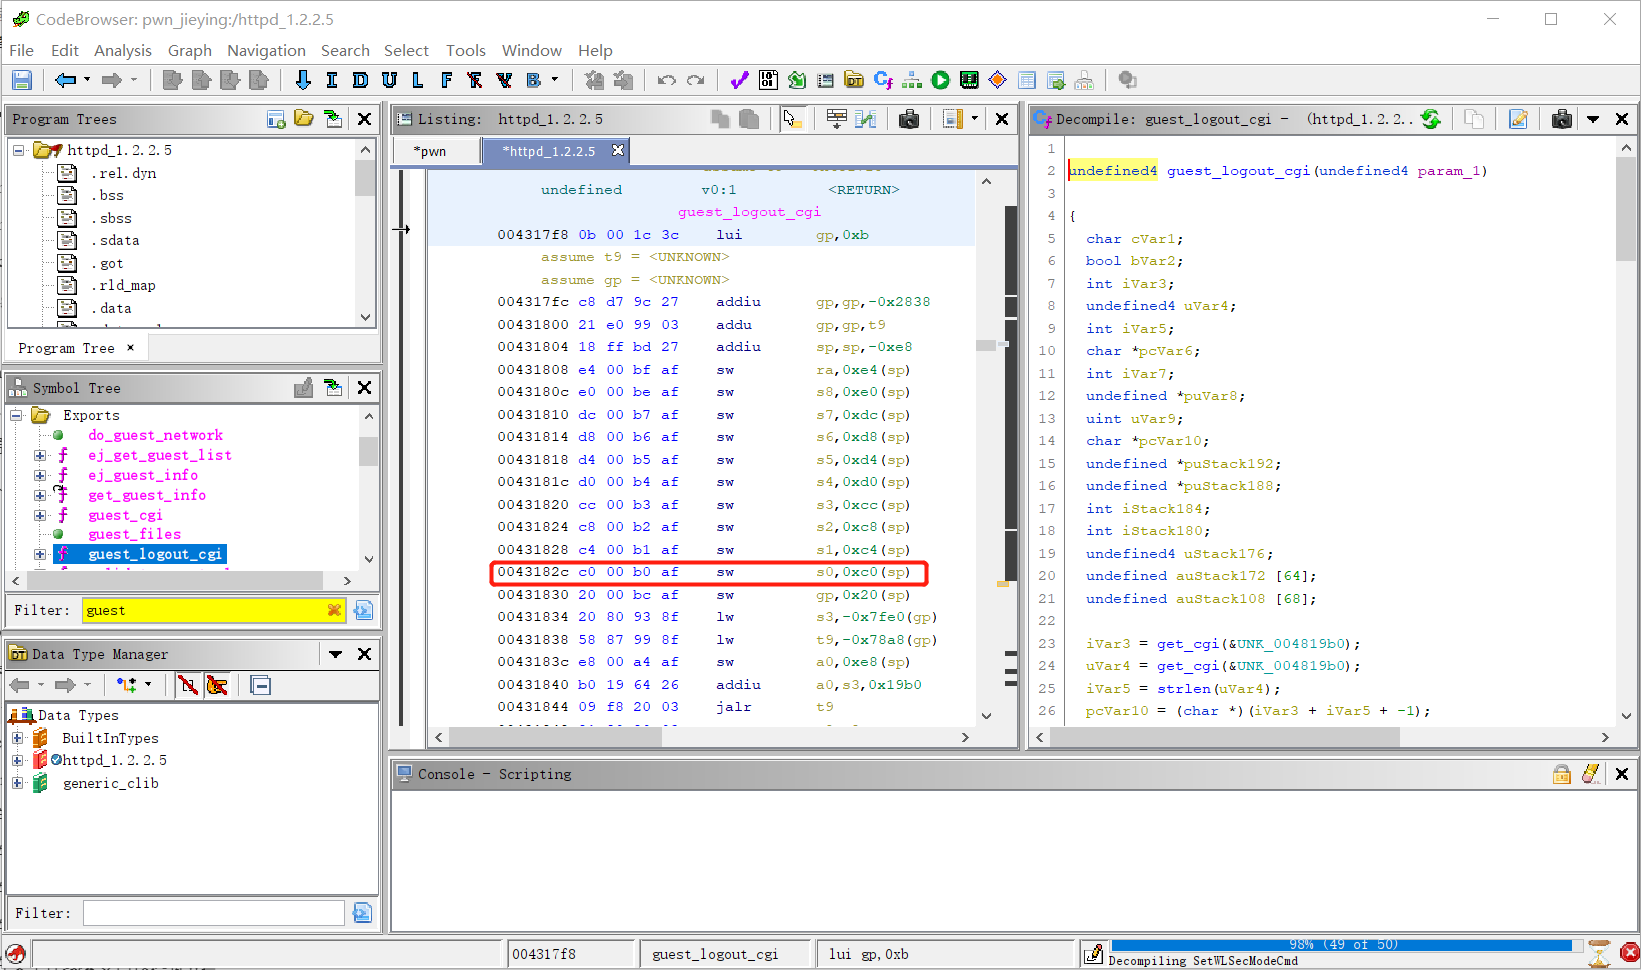 CodeBrowser: pwn_jieying:/httpd_1.2.2.5
File Edit Analysis Graph Navigation Search Select Tools Window Help
Program Trees
httpd_1.2.2.5
.rel.dyn
.bss
.sbss
.sdata
.got
.rld_map
.data
Program Tree ×
Symbol Tree
Exports
do_guest_network
ej_get_guest_list
ej_guest_info
get_guest_info
guest_cgi
guest_files
guest_logout_cgi
Filter: guest
Data Type Manager
Data Types
BuiltInTypes
httpd_1.2.2.5
generic_clib
Filter:
Listing: httpd_1.2.2.5
*pwn *httpd_1.2.2.5
undefined v0:1 <RETURN>
guest_logout_cgi
004317f8 0b 00 1c 3c lui gp,0xb
assume t9 = <UNKNOWN>
assume gp = <UNKNOWN>
004317fc c8 d7 9c 27 addiu gp,gp,-0x2838
00431800 21 e0 99 03 addu gp,gp,t9
00431804 18 ff bd 27 addiu sp,sp,-0xe8
00431808 e4 00 bf af sw ra,0xe4(sp)
0043180c e0 00 be af sw s8,0xe0(sp)
00431810 dc 00 b7 af sw s7,0xdc(sp)
00431814 d8 00 b6 af sw s6,0xd8(sp)
00431818 d4 00 b5 af sw s5,0xd4(sp)
0043181c d0 00 b4 af sw s4,0xd0(sp)
00431820 cc 00 b3 af sw s3,0xcc(sp)
00431824 c8 00 b2 af sw s2,0xc8(sp)
00431828 c4 00 b1 af sw s1,0xc4(sp)
0043182c c0 00 b0 af sw s0,0xc0(sp)
00431830 20 00 bc af sw gp,0x20(sp)
00431834 20 80 93 8f lw s3,-0x7fe0(gp)
00431838 58 87 99 8f lw t9,-0x78a8(gp)
0043183c e8 00 a4 af sw a0,0xe8(sp)
00431840 b0 19 64 26 addiu a0,s3,0x19b0
00431844 09 f8 20 03 jalr t9
Decompile: guest_logout_cgi - (httpd_1.2.2..
1
2 undefined4 guest_logout_cgi(undefined4 param_1)
3
4 {
5 char cVar1;
6 bool bVar2;
7 int iVar3;
8 undefined4 uVar4;
9 int iVar5;
10 char *pcVar6;
11 int iVar7;
12 undefined *puVar8;
13 uint uVar9;
14 char *pcVar10;
15 undefined *puStack192;
16 undefined *puStack188;
17 int iStack184;
18 int iStack180;
19 undefined4 uStack176;
20 undefined auStack172 [64];
21 undefined auStack108 [68];
22
23 iVar3 = get_cgi(&UNK_004819b0);
24 uVar4 = get_cgi(&UNK_004819b0);
25 iVar5 = strlen(uVar4);
26 pcVar10 = (char *)(iVar3 + iVar5 + -1);
Console - Scripting
004317f8 guest_logout_cgi lui gp,0xb
98% (49 of 50)
Decompiling SetWLSecModeCmd